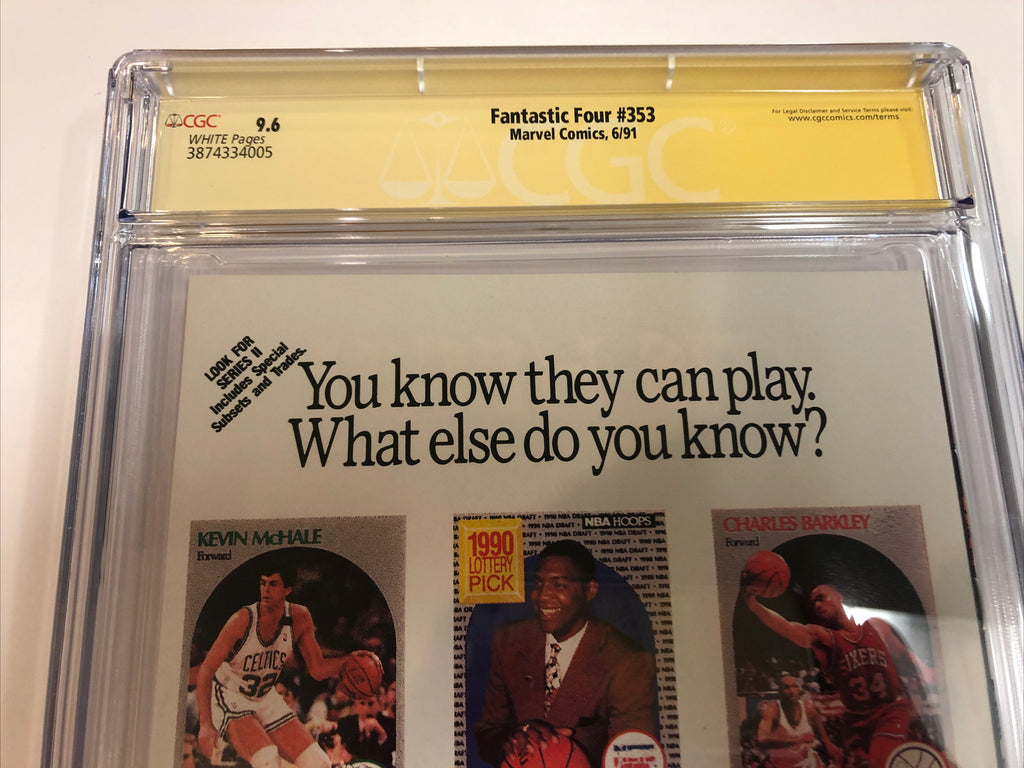 CGC 9.6
WHITE Pages
3874334005
Fantastic Four #353
Marvel Comics, 6/91
For Legal Disclaimer and Service Terms please visit:
www.cgccomics.com/terms
CGC
LOOK FOR
SERIES II
Includes Special
Subsets and Trades.
You know they can play.
What else do you know?
KEVIN McHALE
Forward
CELTICS
32
NBA HOOPS
1990
LOTTERY
PICK
CHARLES BARKLEY
Forward
SIXERS
34